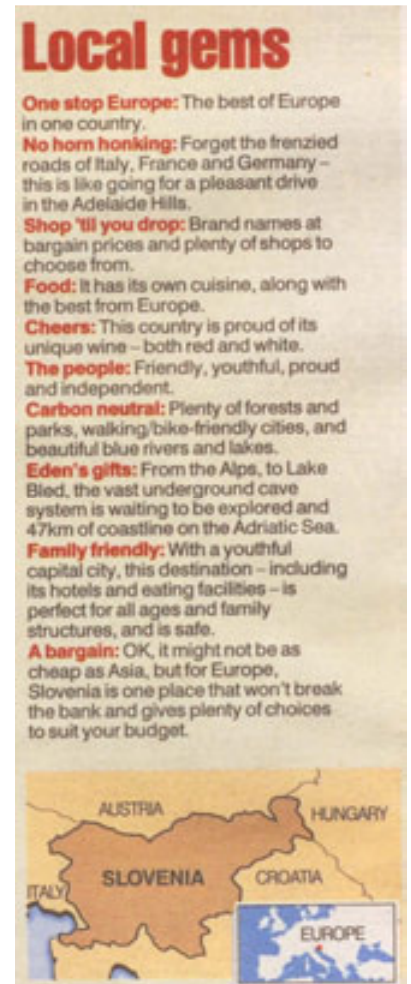 Local gems
One stop Europe: The best of Europe
in one country.
No horn honking: Forget the frenzied
roads of Italy, France and Germany –
this is like going for a pleasant drive
in the Adelaide Hills.
Shop 'til you drop: Brand names at
bargain prices and plenty of shops to
choose from.
Food: It has its own cuisine, along with
the best from Europe.
Cheers: This country is proud of its
unique wine – both red and white.
The people: Friendly, youthful, proud
and independent.
Carbon neutral: Plenty of forests and
parks, walking/bike-friendly cities, and
beautiful blue rivers and lakes.
Eden's gifts: From the Alps, to Lake
Bled, the vast underground cave
system is waiting to be explored and
47km of coastline on the Adriatic Sea.
Family friendly: With a youthful
capital city, this destination – including
its hotels and eating facilities – is
perfect for all ages and family
structures, and is safe.
A bargain: OK, it might not be as
cheap as Asia, but for Europe,
Slovenia is one place that won't break
the bank and gives plenty of choices
to suit your budget.
AUSTRIA
HUNGARY
SLOVENIA
CROATIA
ITALY
EUROPE